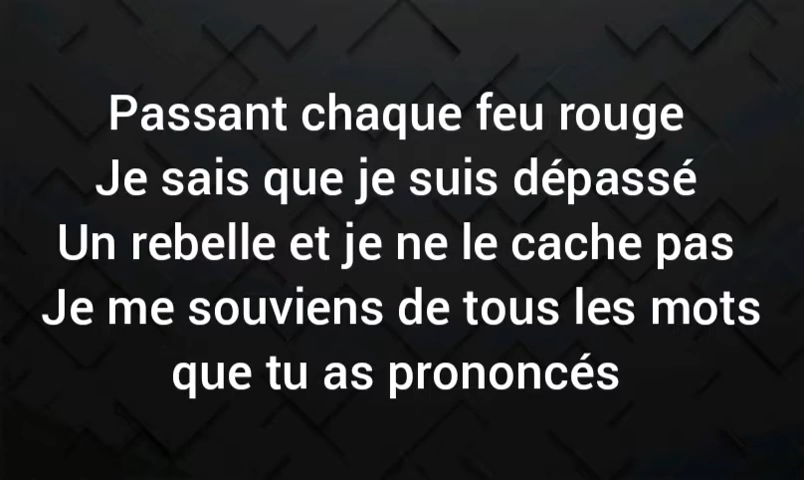 Passant chaque feu rouge
Je sais que je suis dépassé
Un rebelle et je ne le cache pas
Je me souviens de tous les mots
que tu as prononcés